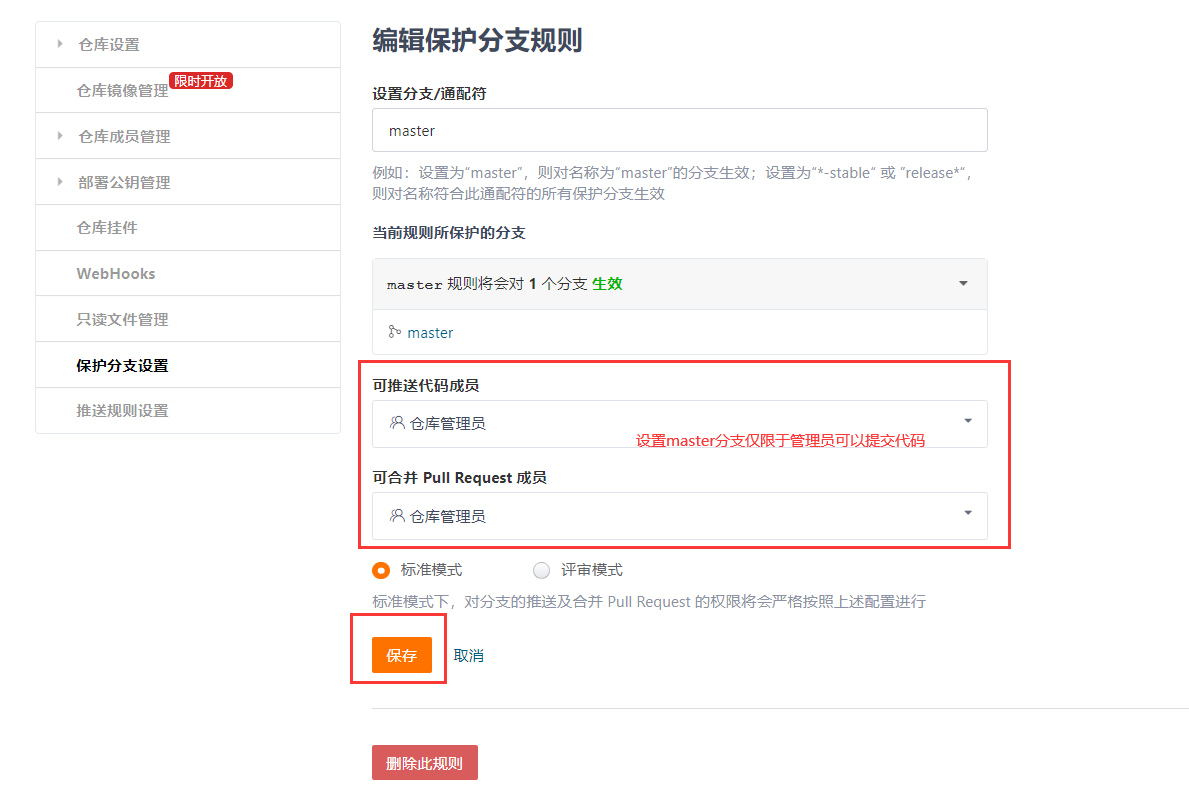 仓库设置
仓库镜像管理 限时开放
仓库成员管理
部署公钥管理
仓库挂件
WebHooks
只读文件管理
保护分支设置
推送规则设置
编辑保护分支规则
设置分支/通配符
master
例如：设置为“master”，则对名称为“master”的分支生效；设置为“*-stable“ 或 ”release*“，
则对名称符合此通配符的所有保护分支生效
当前规则所保护的分支
master 规则将会对 1 个分支 生效
master
可推送代码成员
仓库管理员
设置master分支仅限于管理员可以提交代码
可合并 Pull Request 成员
仓库管理员
标准模式 评审模式
标准模式下，对分支的推送及合并 Pull Request 的权限将会严格按照上述配置进行
保存 取消
删除此规则